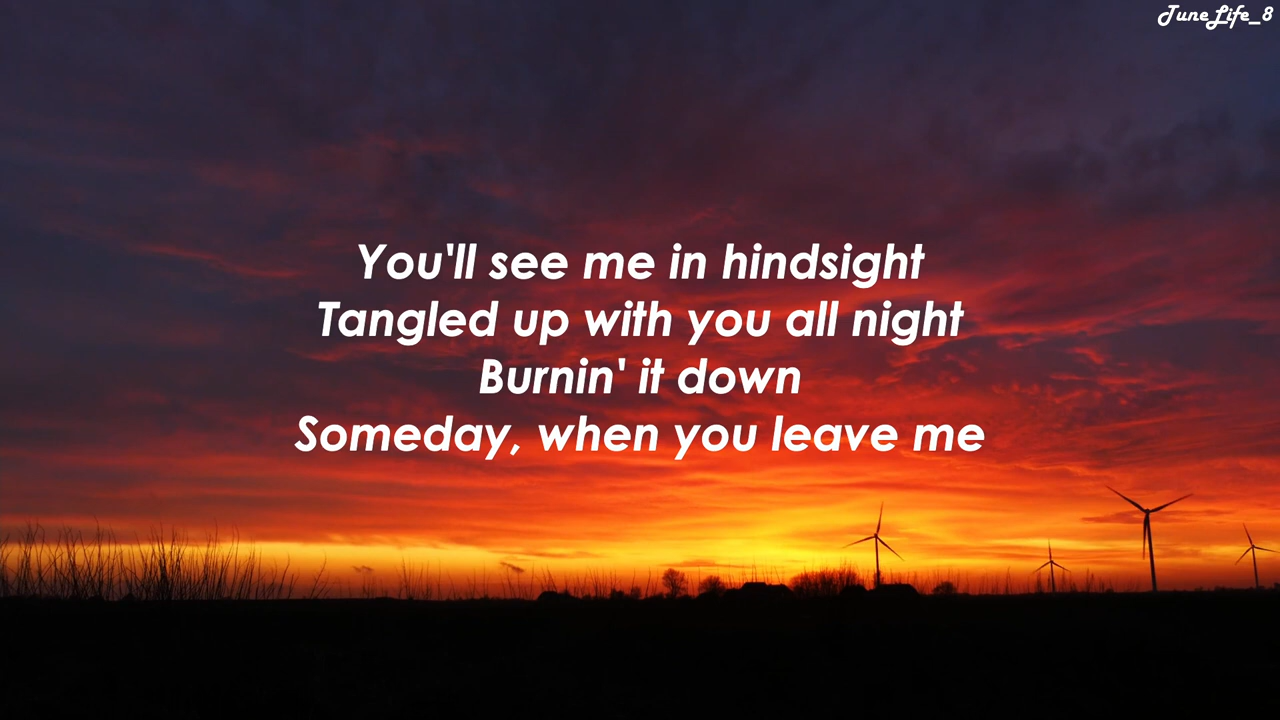 JuneLife_8
You'll see me in hindsight
Tangled up with you all night
Burnin' it down
Someday, when you leave me